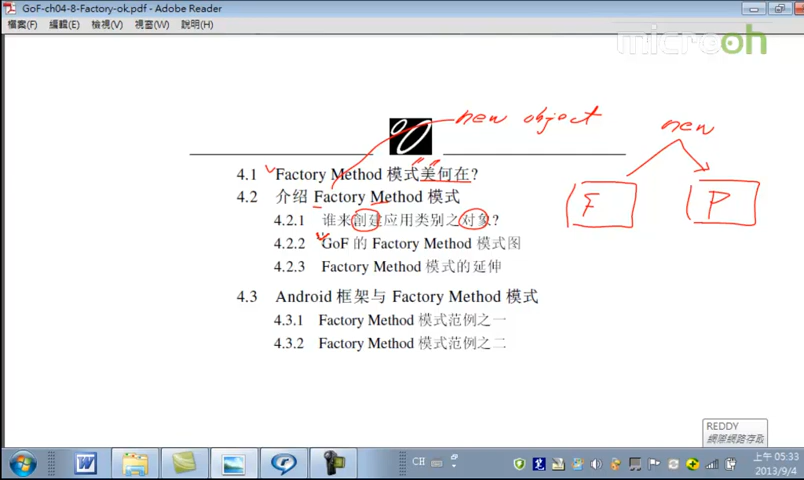 GoF-ch04-8-Factory-ok.pdf - Adobe Reader
檔案(F) 編輯(E) 檢視(V) 視窗(W) 說明(H)
microoh
new object
new
4.1 Factory Method 模式美何在?
4.2 介绍 Factory Method 模式
F P
4.2.1 谁来创建应用类别之对象?
4.2.2 GoF 的 Factory Method 模式图
4.2.3 Factory Method 模式的延伸
4.3 Android 框架与 Factory Method 模式
4.3.1 Factory Method 模式范例之一
4.3.2 Factory Method 模式范例之二
REDDY
網際網路存取
CH
上午 05:33
2013/9/4